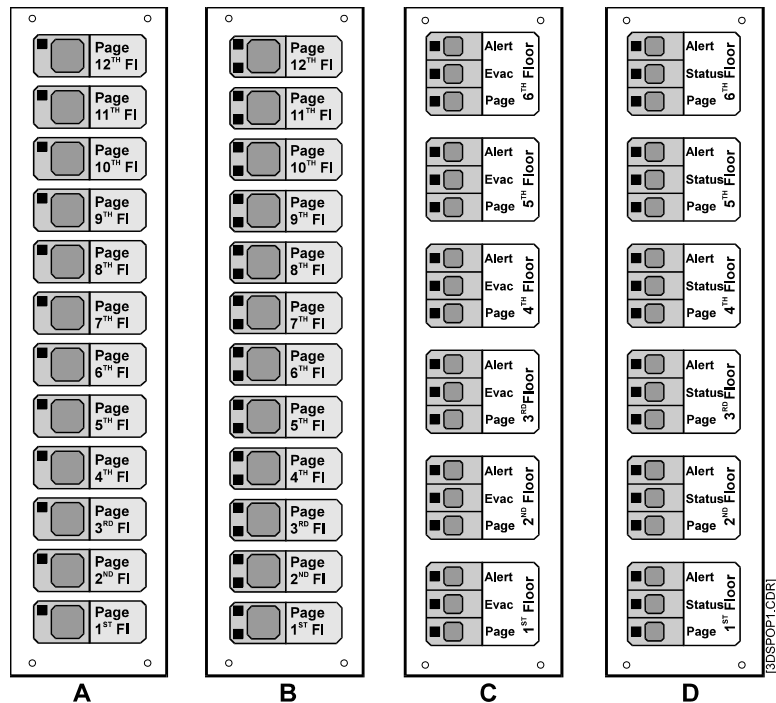 Page
12TH Fl
Page
11TH Fl
Page
10TH Fl
Page
9TH Fl
Page
8TH Fl
Page
7TH Fl
Page
6TH Fl
Page
5TH Fl
Page
4TH Fl
Page
3RD Fl
Page
2ND Fl
Page
1ST Fl
A
Page
12TH Fl
Page
11TH Fl
Page
10TH Fl
Page
9TH Fl
Page
8TH Fl
Page
7TH Fl
Page
6TH Fl
Page
5TH Fl
Page
4TH Fl
Page
3RD Fl
Page
2ND Fl
Page
1ST Fl
B
Alert
Evac
Page
6TH Floor
Alert
Evac
Page
5TH Floor
Alert
Evac
Page
4TH Floor
Alert
Evac
Page
3RD Floor
Alert
Evac
Page
2ND Floor
Alert
Evac
Page
1ST Floor
C
Alert
Status
Page
6TH Floor
Alert
Status
Page
5TH Floor
Alert
Status
Page
4TH Floor
Alert
Status
Page
3RD Floor
Alert
Status
Page
2ND Floor
Alert
Status
Page
1ST Floor
D
[3DSPOP1.CDR]